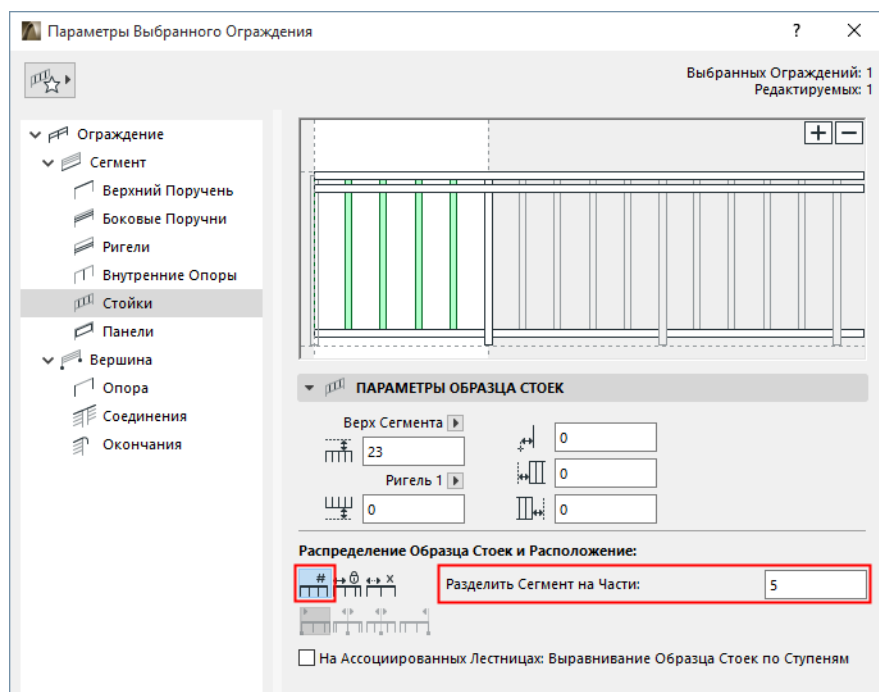 Параметры Выбранного Ограждения
?
Выбранных Ограждений: 1
Редактируемых: 1
Ограждение
Сегмент
Верхний Поручень
Боковые Поручни
Ригели
Внутренние Опоры
Стойки
Панели
Вершина
Опора
Соединения
Окончания
ПАРАМЕТРЫ ОБРАЗЦА СТОЕК
Верх Сегмента
23
0
Ригель 1
0
0
0
Распределение Образца Стоек и Расположение:
#
x
Разделить Сегмент на Части:
5
На Ассоциированных Лестницах: Выравнивание Образца Стоек по Ступеням